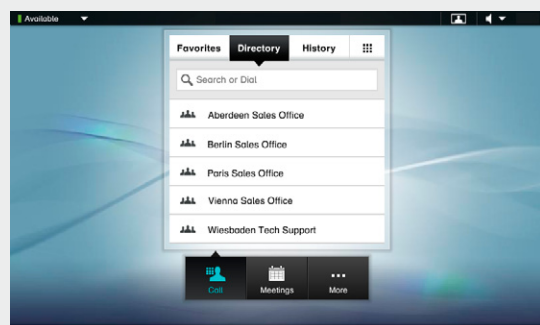 Available
Favorites Directory History
Search or Dial
Aberdeen Sales Office
Berlin Sales Office
Paris Sales Office
Vienna Sales Office
Wiesbaden Tech Support
Call Meetings More